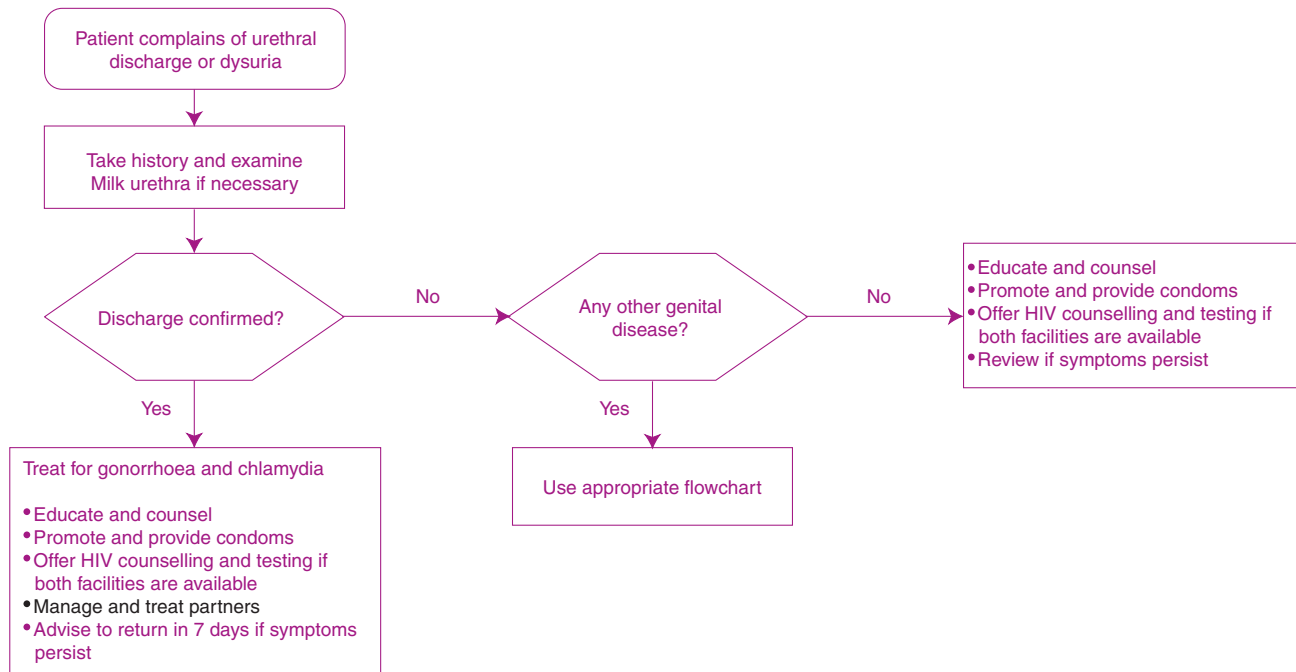 Patient complains of urethral
discharge or dysuria
Take history and examine
Milk urethra if necessary
Discharge confirmed?
No
Any other genital
disease?
No
•Educate and counsel
•Promote and provide condoms
•Offer HIV counselling and testing if
both facilities are available
•Review if symptoms persist
Yes
Yes
Treat for gonorrhoea and chlamydia
•Educate and counsel
•Promote and provide condoms
•Offer HIV counselling and testing if
both facilities are available
•Manage and treat partners
•Advise to return in 7 days if symptoms
persist
Use appropriate flowchart